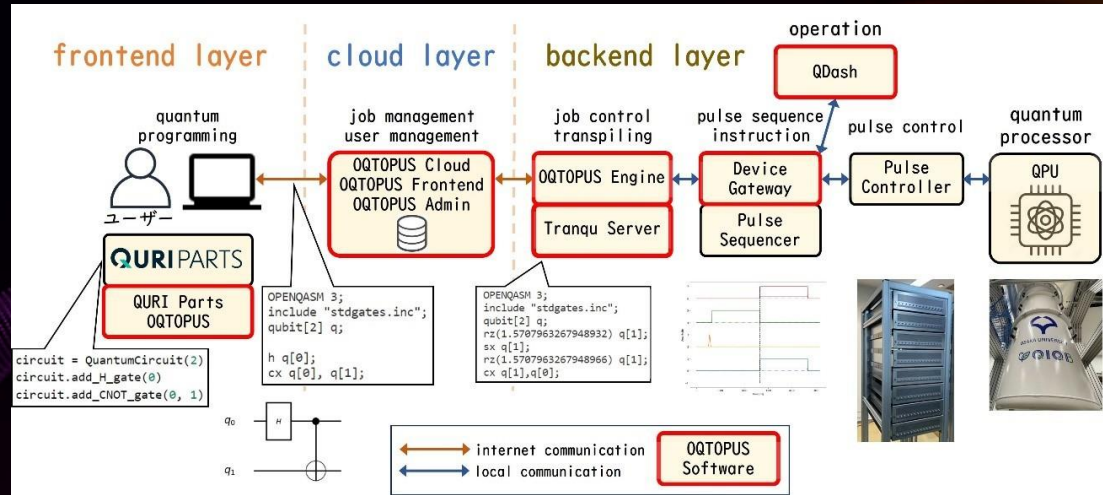 frontend layer
cloud layer
backend layer
operation
QDash
quantum
programming
job management
user management
job control
transpiling
pulse sequence
instruction
pulse control
quantum
processor
ユーザー
OQTOPUS Cloud
OQTOPUS Frontend
OQTOPUS Admin
OQTOPUS Engine
Tranqu Server
Device
Gateway
Pulse
Sequencer
Pulse
Controller
QPU
QURI PARTS
QURI Parts
OQTOPUS
circuit = QuantumCircuit(2)
circuit.add_H_gate(0)
circuit.add_CNOT_gate(0, 1)
OPENQASM 3;
include "stdgates.inc";
qubit[2] q;
h q[0];
cx q[0], q[1];
OPENQASM 3;
include "stdgates.inc";
qubit[2] q;
rz(1.5707963267948932) q[1];
sx q[1];
rz(1.5707963267948966) q[1];
cx q[1],q[0];
q₀
H
q₁
internet communication
local communication
OQTOPUS
Software
QIQB